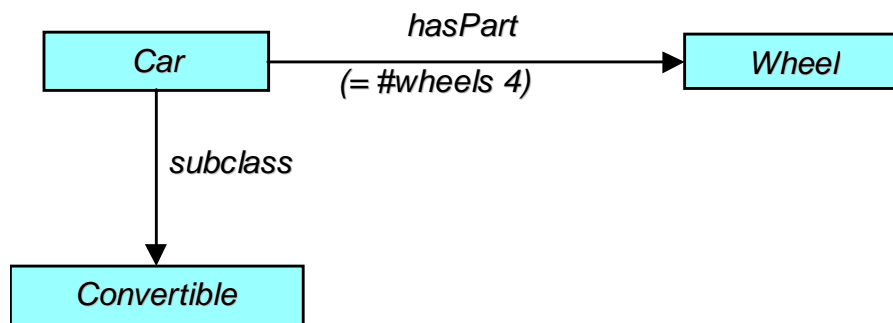 hasPart
Car
Wheel
(= #wheels 4)
subclass
Convertible